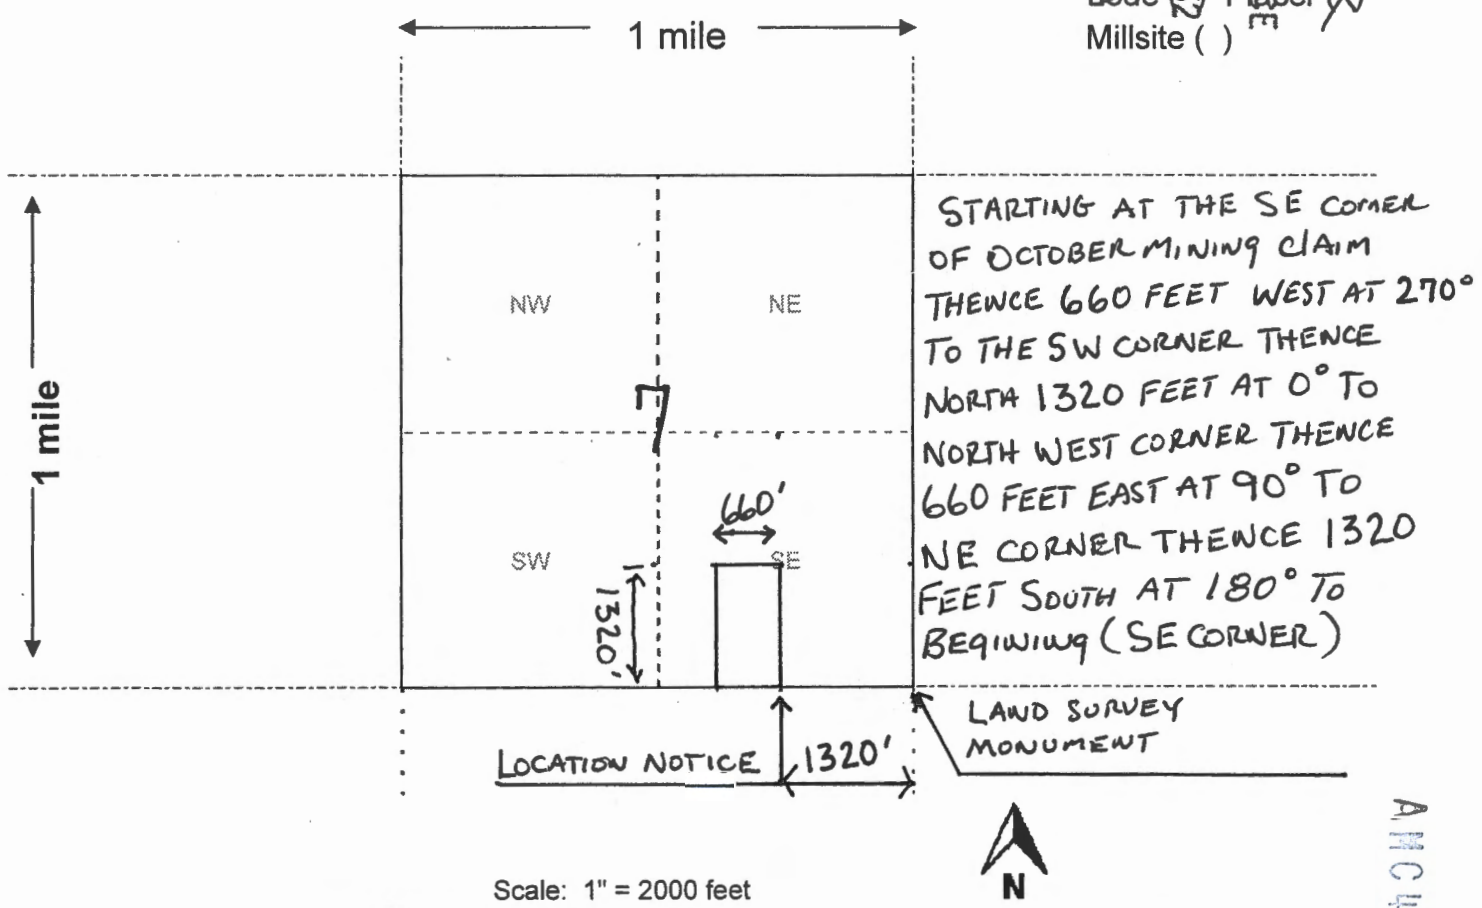 1 mile
Millsite ( )
1 mile
NW
NE
SW
SE
7
660'
1320'
STARTING AT THE SE CORNER
OF OCTOBER MINING CLAIM
THENCE 660 FEET WEST AT 270°
TO THE SW CORNER THENCE
NORTH 1320 FEET AT 0° TO
NORTH WEST CORNER THENCE
660 FEET EAST AT 90° TO
NE CORNER THENCE 1320
FEET SOUTH AT 180° TO
BEGINING (SE CORNER)
LAND SURVEY
MONUMENT
LOCATION NOTICE
1320'
Scale: 1" = 2000 feet
N
AMC